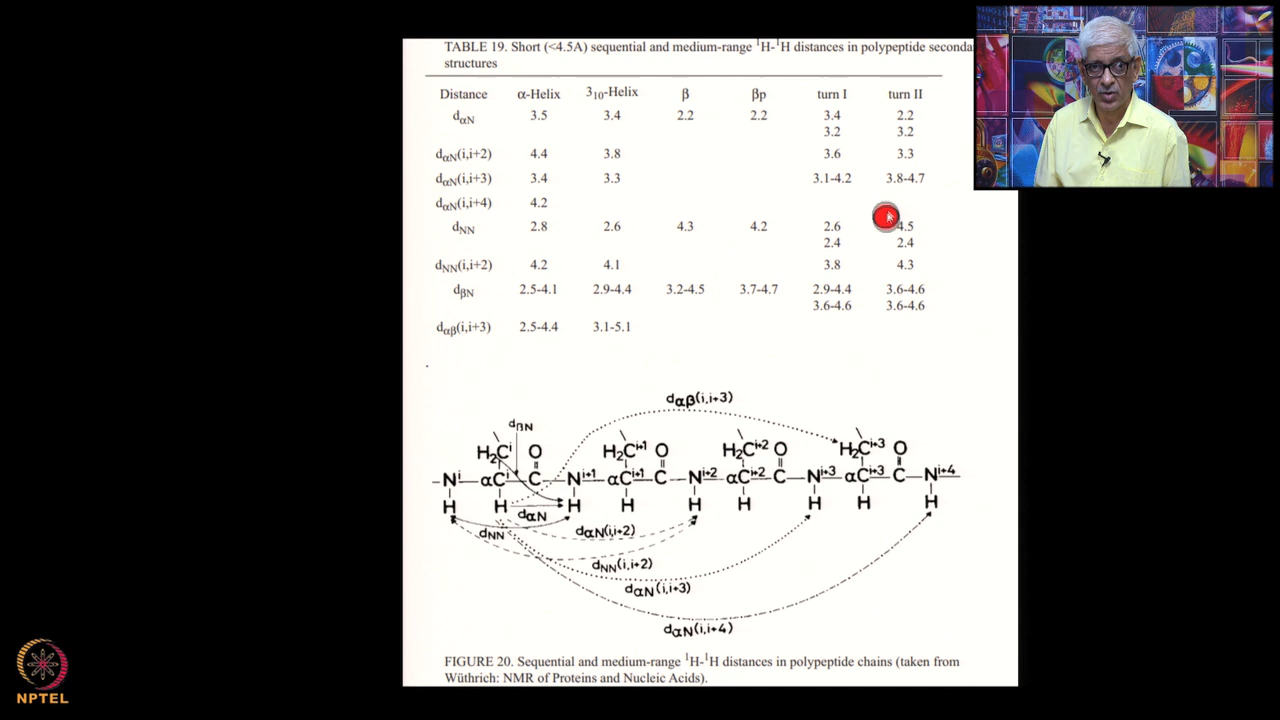 TABLE 19. Short (<4.5A) sequential and medium-range ¹H-¹H distances in polypeptide
structures
Distance α-Helix 3₁₀-Helix β βp turn I turn II
dαN 3.5 3.4 2.2 2.2 3.4 2.2
3.2 3.2
dαN(i,i+2) 4.4 3.8 3.6 3.3
dαN(i,i+3) 3.4 3.3 3.1-4.2 3.8-4.7
dαN(i,i+4) 4.2
dNN 2.8 2.6 4.3 4.2 2.6 4.5
2.4 2.4
dNN(i,i+2) 4.2 4.1 3.8 4.3
dβN 2.5-4.1 2.9-4.4 3.2-4.5 3.7-4.7 2.9-4.4 3.6-4.6
3.6-4.6 3.6-4.6
dαβ(i,i+3) 2.5-4.4 3.1-5.1
dαβ(i,i+3)
dβN
H₂Cⁱ O H₂Cⁱ⁺¹ O H₂Cⁱ⁺² O H₂Cⁱ⁺³ O
Nⁱ αCⁱ C Nⁱ⁺¹ αCⁱ⁺¹ C Nⁱ⁺² αCⁱ⁺² C Nⁱ⁺³ αCⁱ⁺³ C Nⁱ⁺⁴
H H H H H H H H H
dαN
dNN dαN(i,i+2)
dNN(i,i+2)
dαN(i,i+3)
dαN(i,i+4)
FIGURE 20. Sequential and medium-range ¹H-¹H distances in polypeptide chains (taken from
Wüthrich: NMR of Proteins and Nucleic Acids).
NPTEL